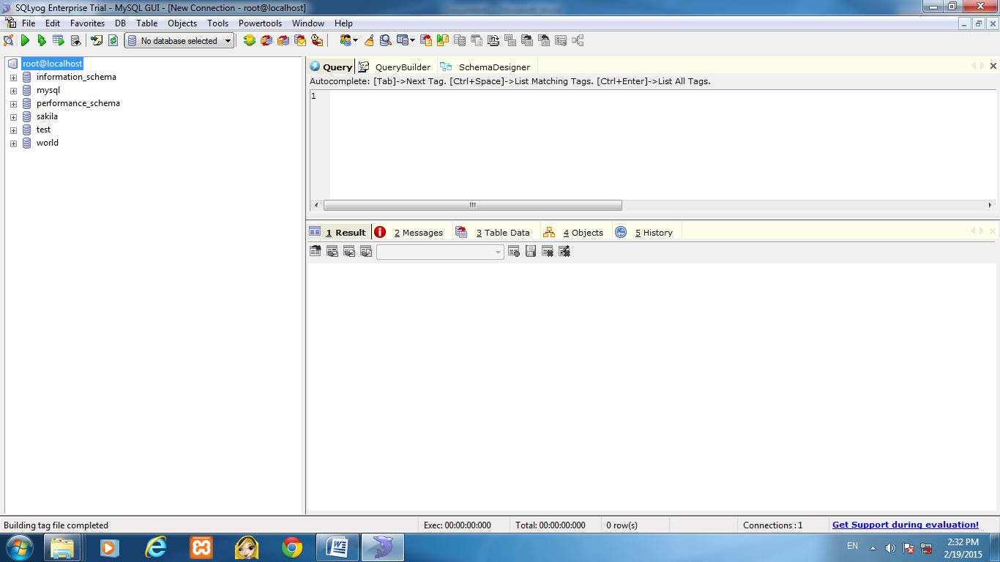 SQLyog Enterprise Trial - MySQL GUI - [New Connection - root@localhost]
File Edit Favorites DB Table Objects Tools Powertools Window Help
No database selected
root@localhost
information_schema
mysql
performance_schema
sakila
test
world
Query QueryBuilder SchemaDesigner
Autocomplete: [Tab]->Next Tag. [Ctrl+Space]->List Matching Tags. [Ctrl+Enter]->List All Tags.
1
1 Result 2 Messages 3 Table Data 4 Objects 5 History
Building tag file completed Exec: 00:00:00:000 Total: 00:00:00:000 0 row(s) Connections : 1 Get Support during evaluation!
EN 2:32 PM
2/19/2015